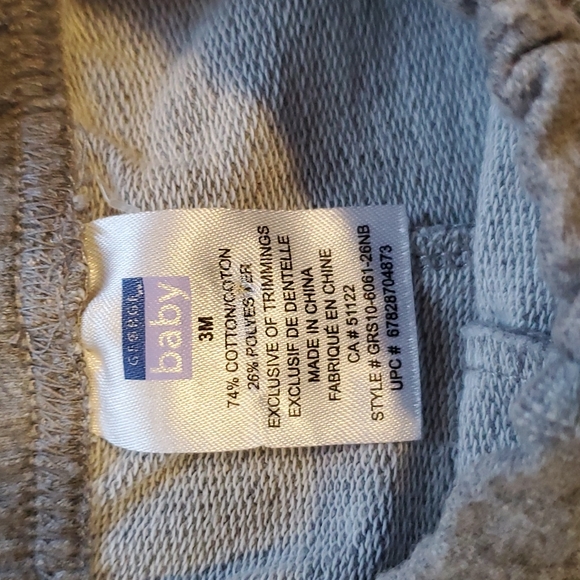 GEORGE
baby
3M
74% COTTON/COTON
26% POLYESTER
EXCLUSIVE OF TRIMMINGS
EXCLUSIF DE DENTELLE
MADE IN CHINA
FABRIQUÉ EN CHINE
CA # 51122
STYLE # GRS10-6061-26NB
UPC # 67828704873